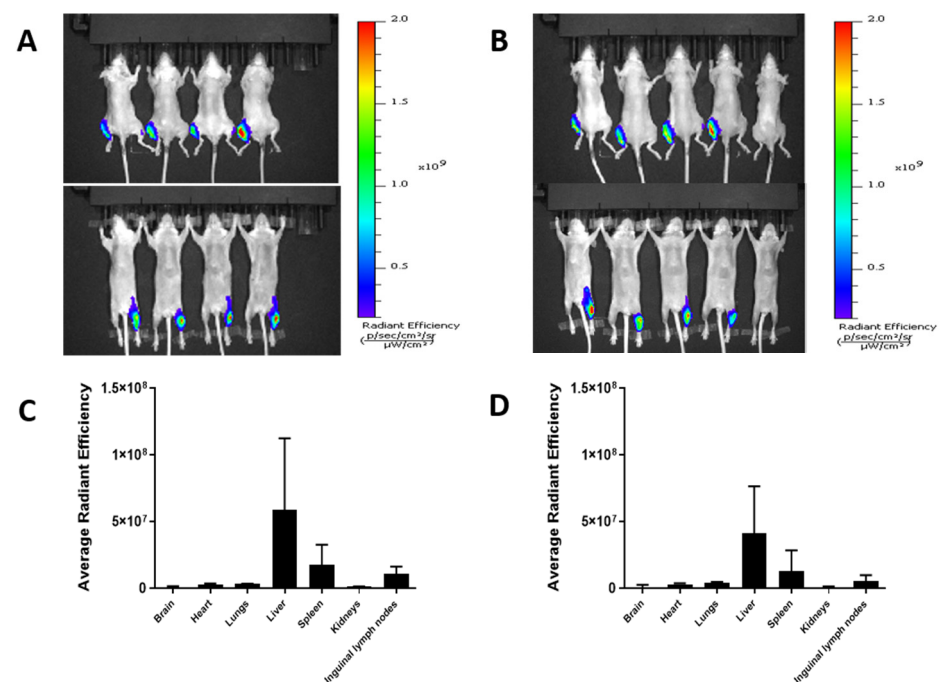 A
B
2.0
1.5
x10⁹
1.0
0.5
Radiant Efficiency
(p/sec/cm²/sr
µW/cm²)
2.0
1.5
x10⁹
1.0
0.5
Radiant Efficiency
(p/sec/cm²/sr
µW/cm²)
C
Average Radiant Efficiency
1.5×10⁸
1×10⁸
5×10⁷
0
Brain
Heart
Lungs
Liver
Spleen
Kidneys
Inguinal lymph nodes
D
Average Radiant Efficiency
1.5×10⁸
1×10⁸
5×10⁷
0
Brain
Heart
Lungs
Liver
Spleen
Kidneys
Inguinal lymph nodes